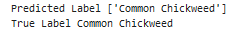 Predicted Label ['Common Chickweed']
True Label Common Chickweed